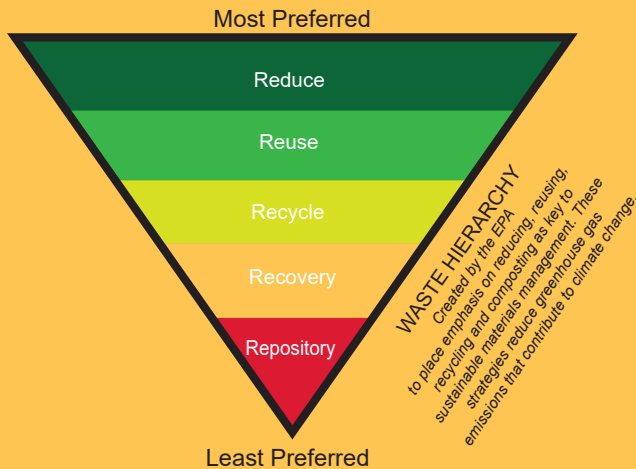 Most Preferred
Reduce
Reuse
Recycle
Recovery
Repository
Least Preferred
WASTE HIERARCHY
Created by the EPA
to place emphasis on reducing, reusing,
recycling and composting as key to
sustainable materials management. These
strategies reduce greenhouse gas
emissions that contribute to climate change.